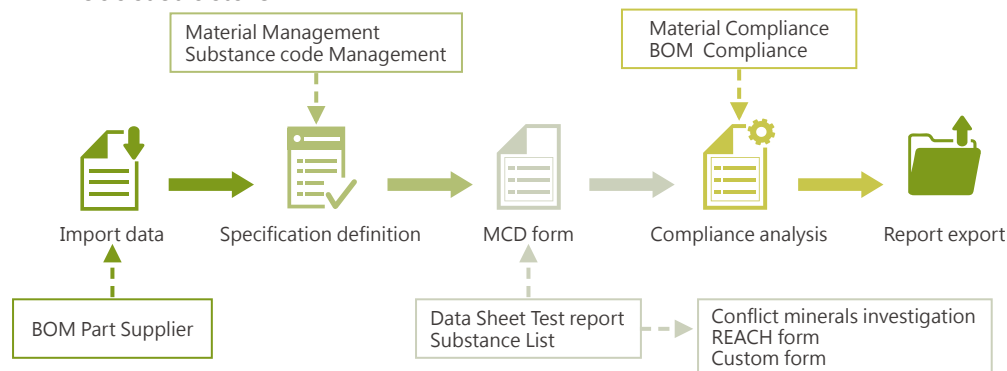 Material Management
Substance code Management
Material Compliance
BOM  Compliance
Import data
Specification definition
MCD form
Compliance analysis
Report export
BOM Part Supplier
Data Sheet Test report
Substance List
Conflict minerals investigation
REACH form
Custom form